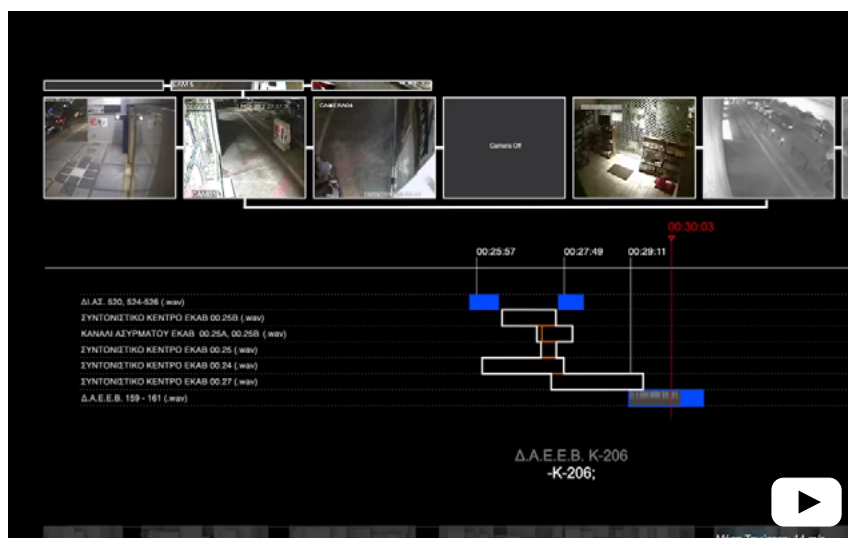 CAM 5
CAMERA04
Camera Off
00:30:03
00:25:57
00:27:49
00:29:11
ΔΙ.ΑΣ. 520, 524-526 (.wav)
ΣΥΝΤΟΝΙΣΤΙΚΟ ΚΕΝΤΡΟ ΕΚΑΒ 00.25B (.wav)
ΚΑΝΑΛΙ ΑΣΥΡΜΑΤΟΥ ΕΚΑΒ 00.25A, 00.25B (.wav)
ΣΥΝΤΟΝΙΣΤΙΚΟ ΚΕΝΤΡΟ ΕΚΑΒ 00.25 (.wav)
ΣΥΝΤΟΝΙΣΤΙΚΟ ΚΕΝΤΡΟ ΕΚΑΒ 00.24 (.wav)
ΣΥΝΤΟΝΙΣΤΙΚΟ ΚΕΝΤΡΟ ΕΚΑΒ 00.27 (.wav)
Δ.Α.Ε.Ε.Β. 159 - 161 (.wav)
Δ.Α.Ε.Ε.Β. Κ-206
-Κ-206;